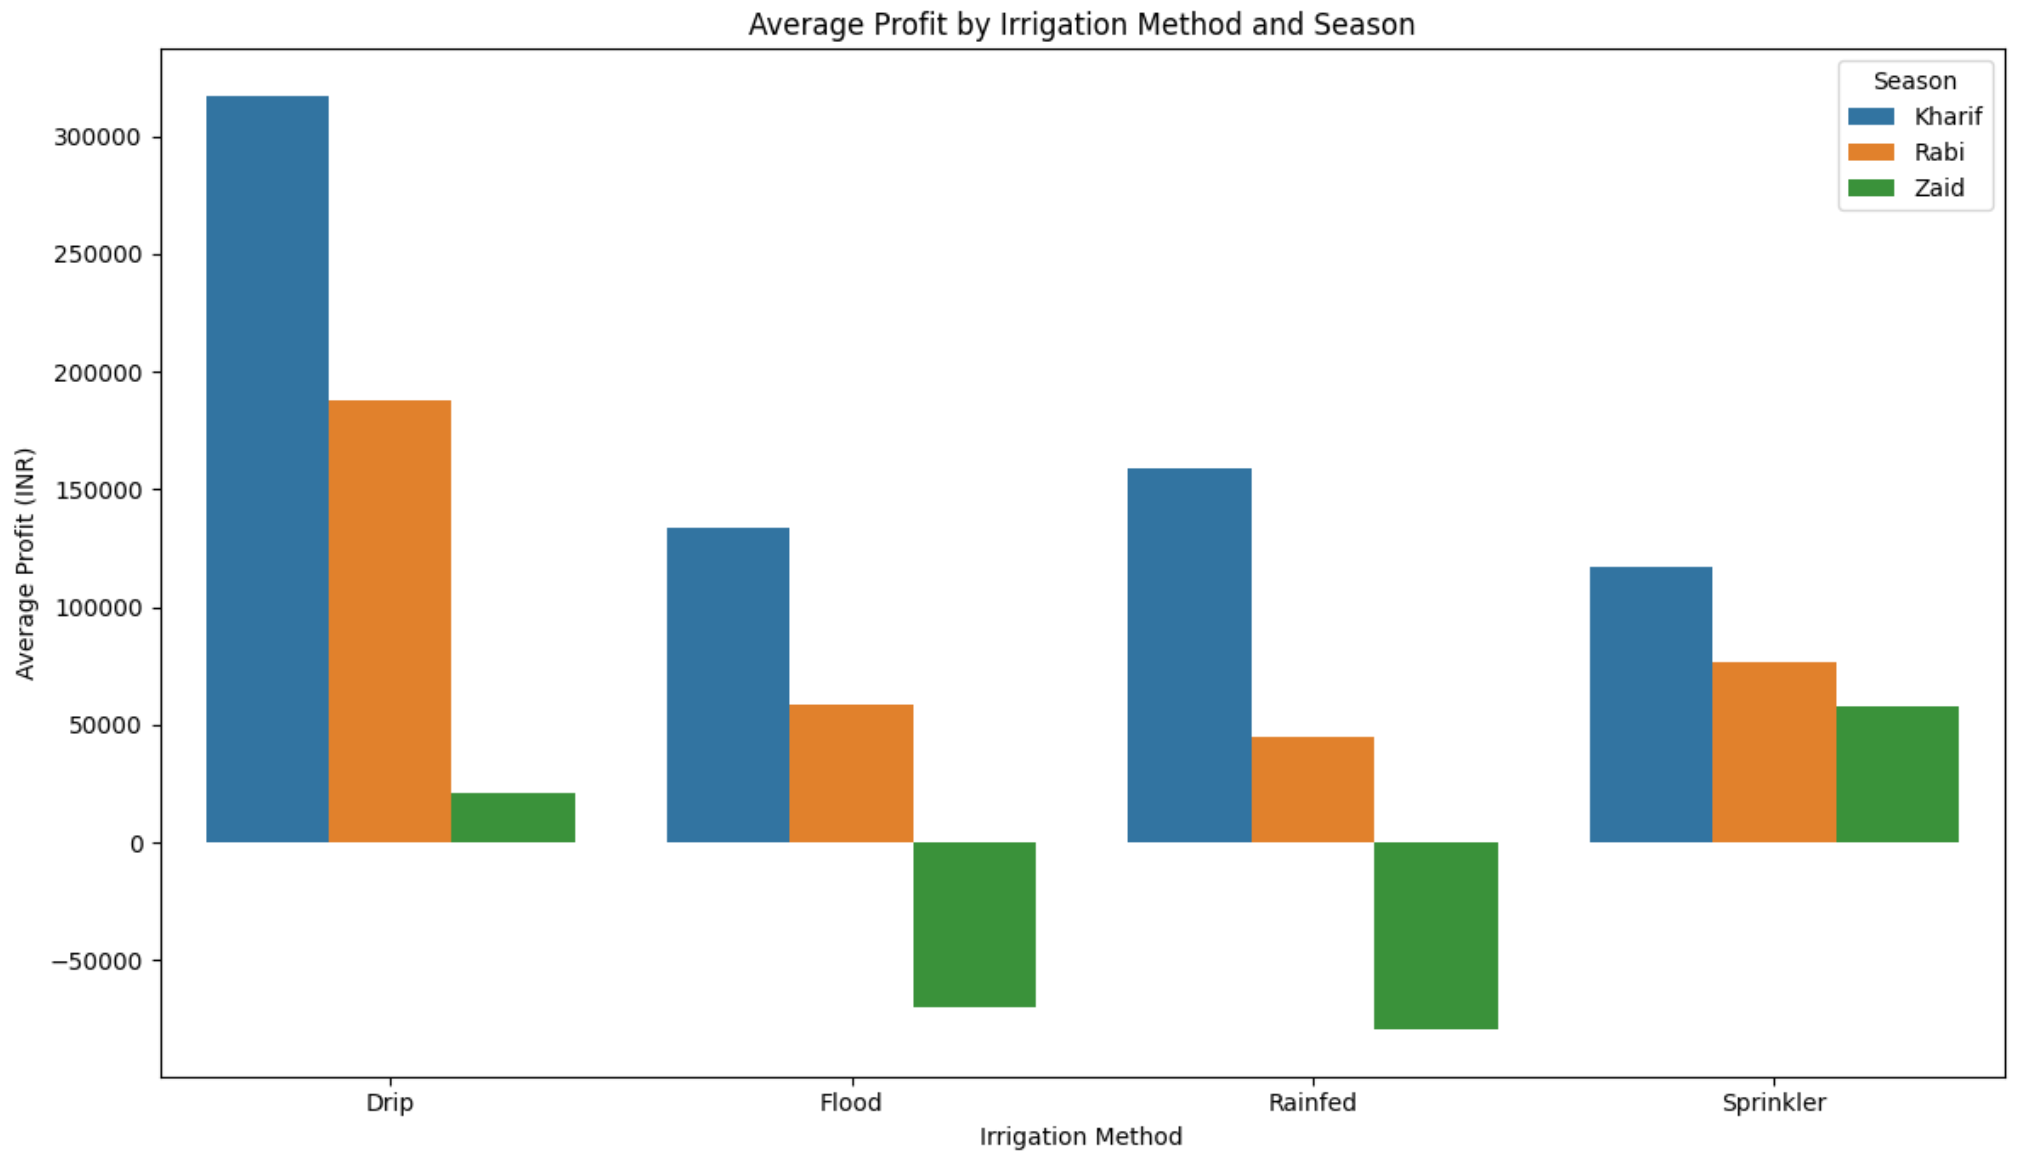 Average Profit by Irrigation Method and Season
Season
Kharif
Rabi
Zaid
Average Profit (INR)
300000
250000
200000
150000
100000
50000
0
−50000
Drip
Flood
Rainfed
Sprinkler
Irrigation Method